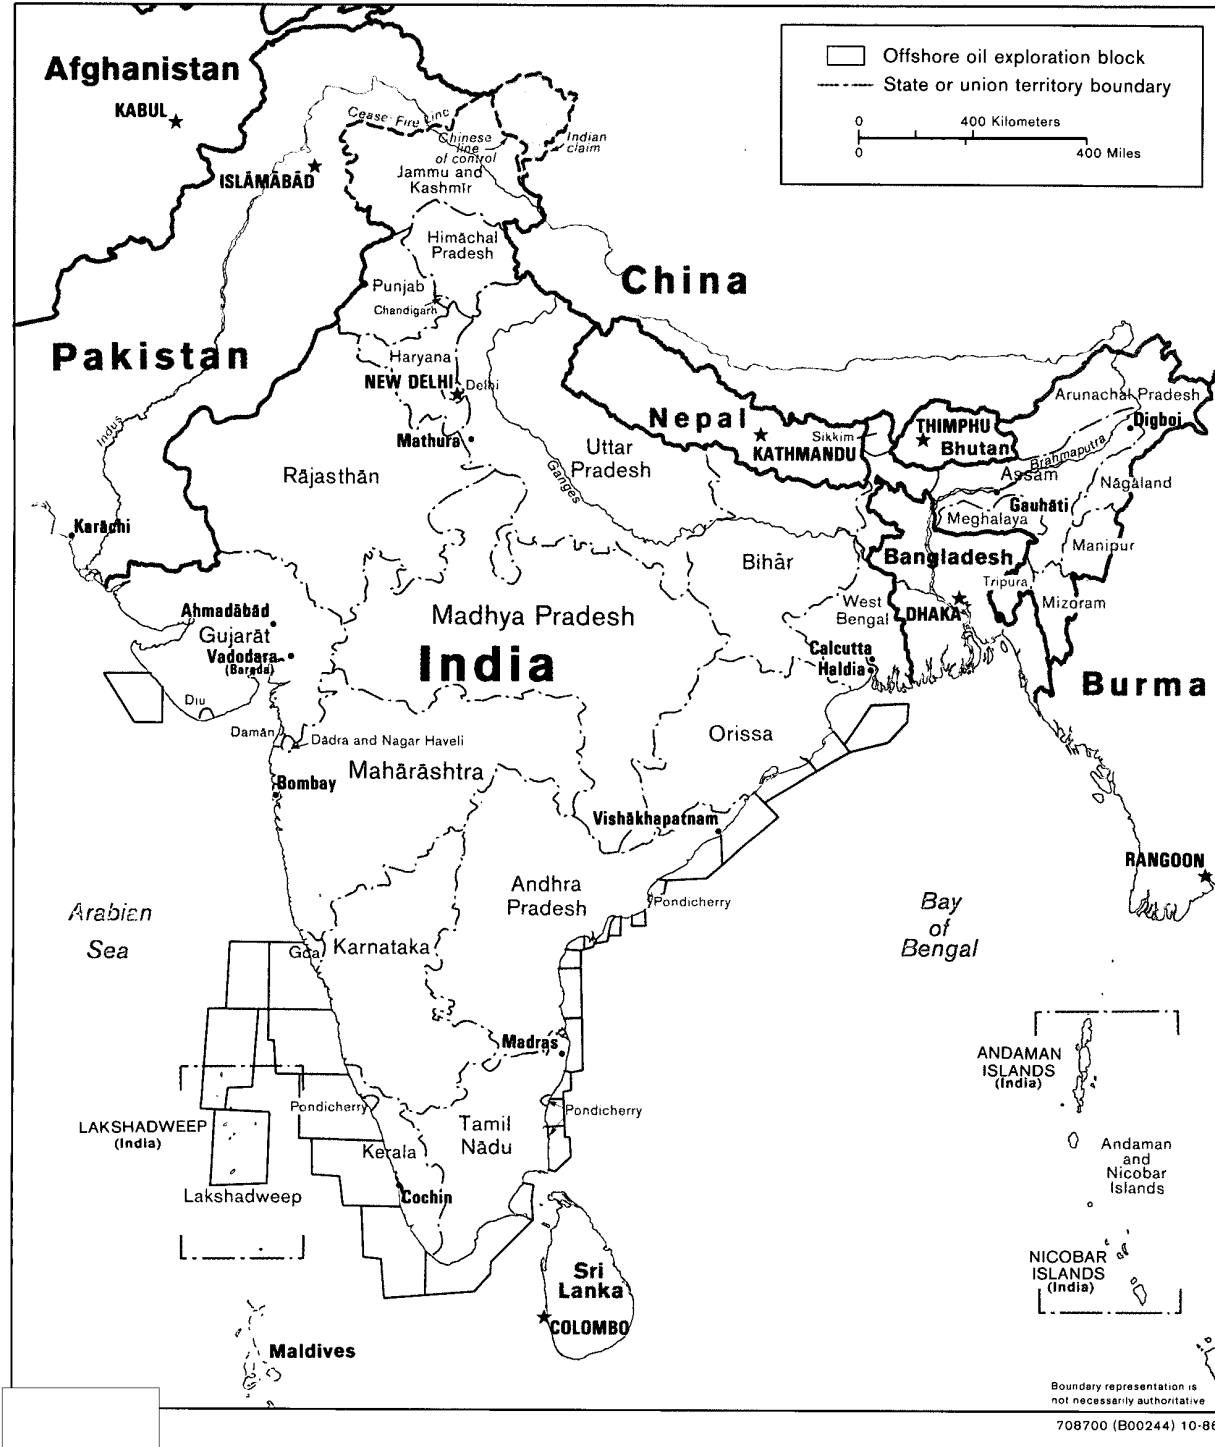 Offshore oil exploration block
State or union territory boundary
0 400 Kilometers
0 400 Miles
Afghanistan
KABUL
Cease Fire Line
Chinese
line
of control
Indian
claim
ISLĀMĀBĀD
Jammu and
Kashmīr
Himāchal
Pradesh
China
Punjab
Chandīgarh
Pakistan
Haryana
NEW DELHI
Delhi
Arunāchal Pradesh
Nepal
KATHMANDU
Sikkim
THIMPHU
Bhutan
Digboi
Indus
Mathura
Uttar
Pradesh
Brahmaputra
Assam
Rājasthān
Ganges
Nāgāland
Gauhāti
Meghalaya
Karāchi
Manipur
Bangladesh
Bihār
Tripura
Mizoram
Ahmadābād
Gujarāt
Madhya Pradesh
West
Bengal
DHAKA
Vadodara
(Baroda)
India
Calcutta
Haldia
Burma
Diu
Damān
Dādra and Nagar Haveli
Orissa
Mahārāshtra
Bombay
Vishākhapatnam
RANGOON
Andhra
Pradesh
Pondicherry
Arabian
Sea
Bay
of
Bengal
Goa
Karnataka
Madras
ANDAMAN
ISLANDS
(India)
Pondicherry
Pondicherry
LAKSHADWEEP
(India)
Tamil
Nādu
Kerala
Andaman
and
Nicobar
Islands
Lakshadweep
Cochin
NICOBAR
ISLANDS
(India)
Sri
Lanka
COLOMBO
Maldives
Boundary representation is
not necessarily authoritative
708700 (B00244) 10-86